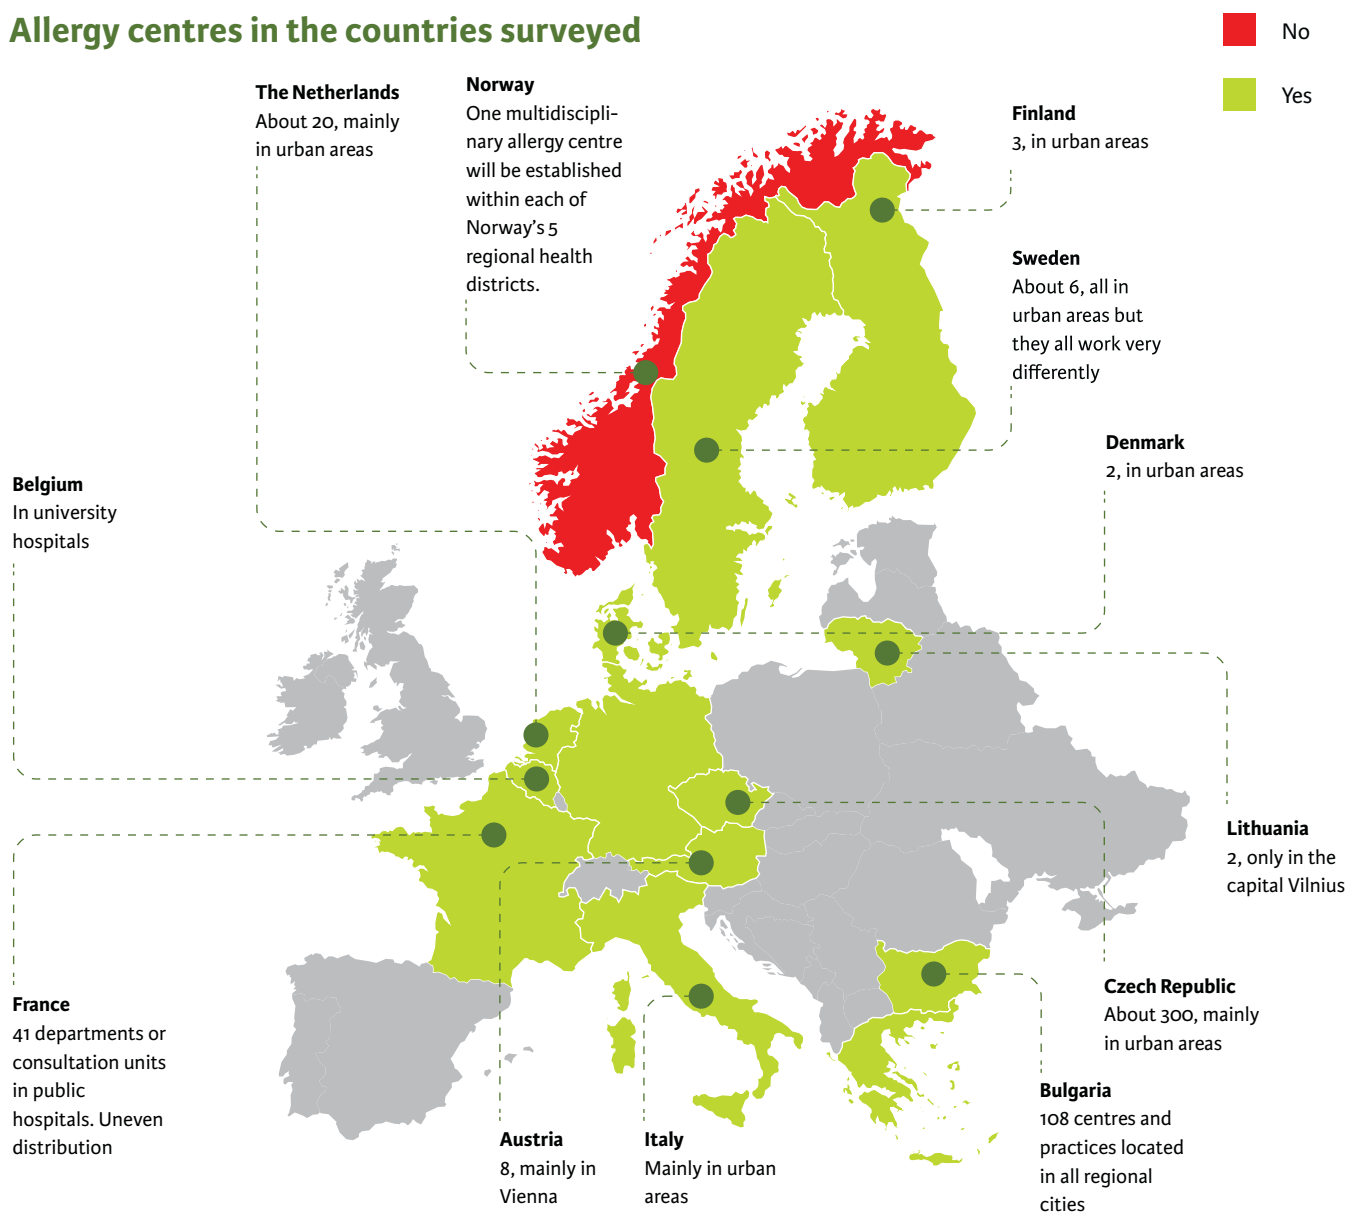 Allergy centres in the countries surveyed
No
Yes
The Netherlands
About 20, mainly
in urban areas
Norway
One multidiscipli-
nary allergy centre
will be established
within each of
Norway's 5
regional health
districts.
Finland
3, in urban areas
Sweden
About 6, all in
urban areas but
they all work very
differently
Denmark
2, in urban areas
Belgium
In university
hospitals
Lithuania
2, only in the
capital Vilnius
Czech Republic
About 300, mainly
in urban areas
France
41 departments or
consultation units
in public
hospitals. Uneven
distribution
Austria
8, mainly in
Vienna
Italy
Mainly in urban
areas
Bulgaria
108 centres and
practices located
in all regional
cities